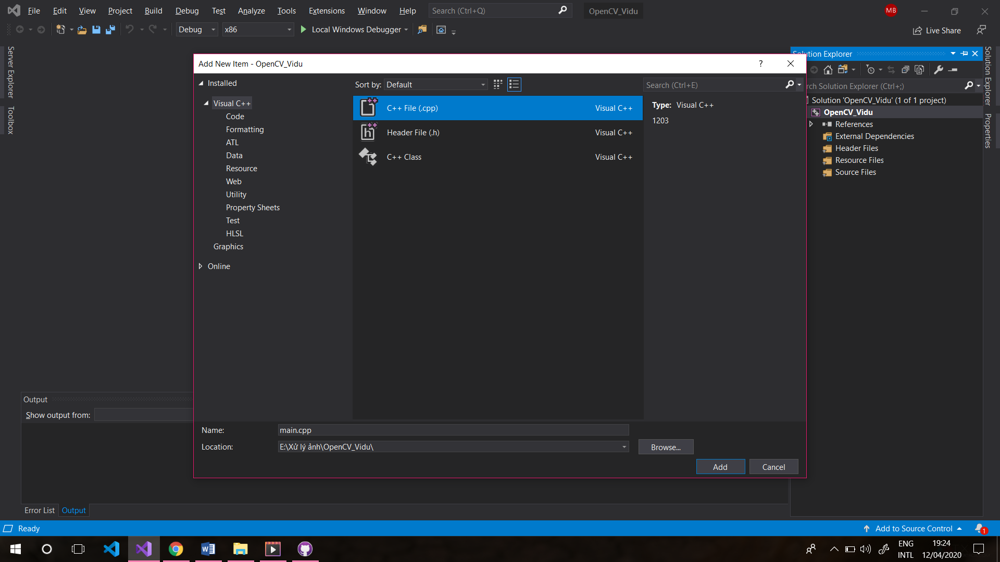 File Edit View Project Build Debug Test Analyze Tools Extensions Window Help Search (Ctrl+Q) OpenCV_Vidu MB
Debug x86 Local Windows Debugger Live Share
Server Explorer
Toolbox
Add New Item - OpenCV_Vidu ?
Installed
Visual C++
Code
Formatting
ATL
Data
Resource
Web
Utility
Property Sheets
Test
HLSL
Graphics
Online
Sort by: Default
C++ File (.cpp) Visual C++
Header File (.h) Visual C++
C++ Class Visual C++
Search (Ctrl+E)
Type: Visual C++
1203
Name: main.cpp
Location: E:\Xử lý ảnh\OpenCV_Vidu\
Browse...
Add Cancel
Solution Explorer
Search Solution Explorer (Ctrl+;)
Solution 'OpenCV_Vidu' (1 of 1 project)
OpenCV_Vidu
References
External Dependencies
Header Files
Resource Files
Source Files
Solution Explorer
Properties
Output
Show output from:
Error List Output
Ready Add to Source Control 1
ENG 19:24
INTL 12/04/2020